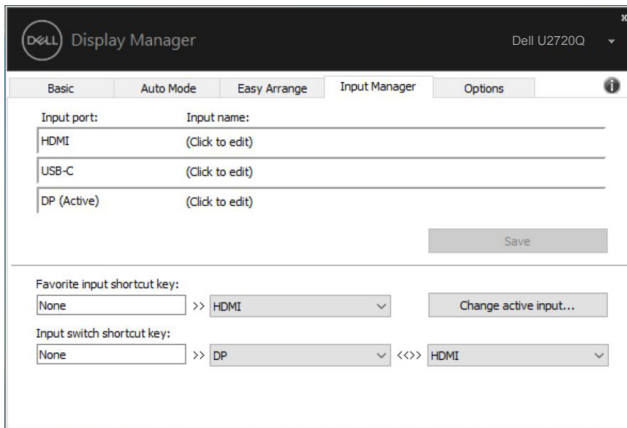 x
DELL Display Manager Dell U2720Q
Basic Auto Mode Easy Arrange Input Manager Options i
Input port: Input name:
HDMI (Click to edit)
USB-C (Click to edit)
DP (Active) (Click to edit)
Save
Favorite input shortcut key:
None >> HDMI Change active input...
Input switch shortcut key:
None >> DP <<>> HDMI